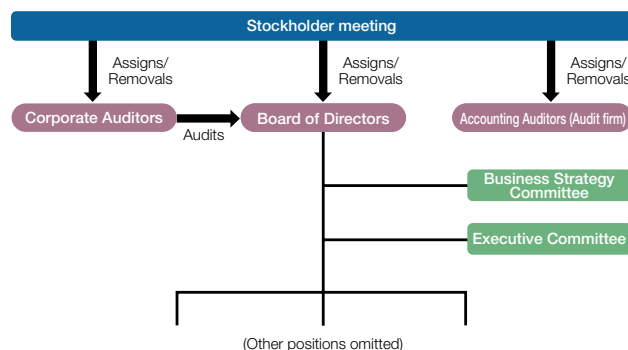 Stockholder meeting
Assigns/
Removals
Assigns/
Removals
Assigns/
Removals
Corporate Auditors
Audits
Board of Directors
Accounting Auditors (Audit firm)
Business Strategy
Committee
Executive Committee
(Other positions omitted)